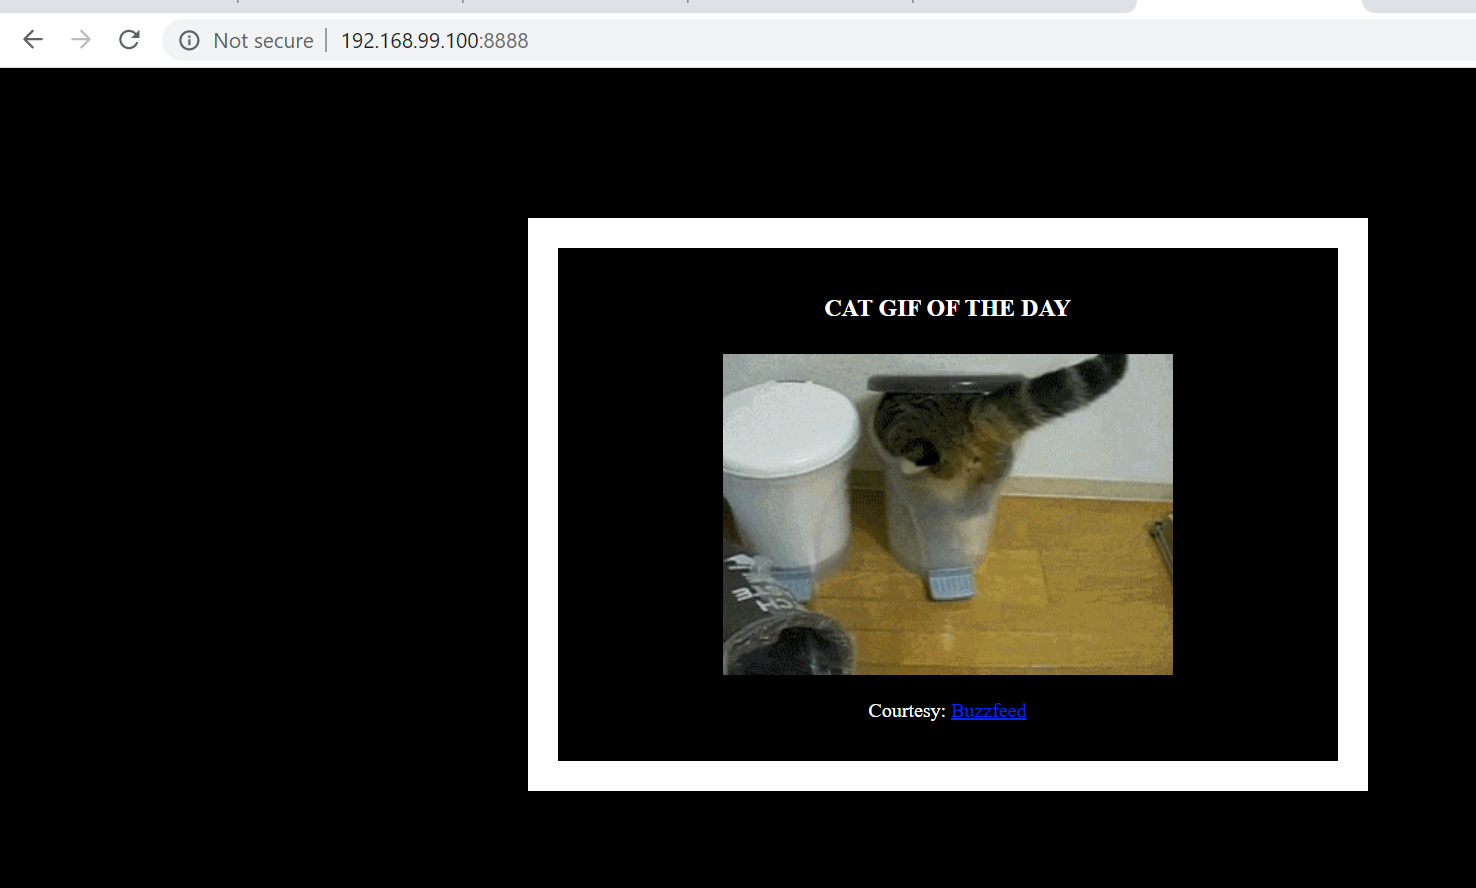 Not secure | 192.168.99.100:8888
CAT GIF OF THE DAY
Courtesy: Buzzfeed